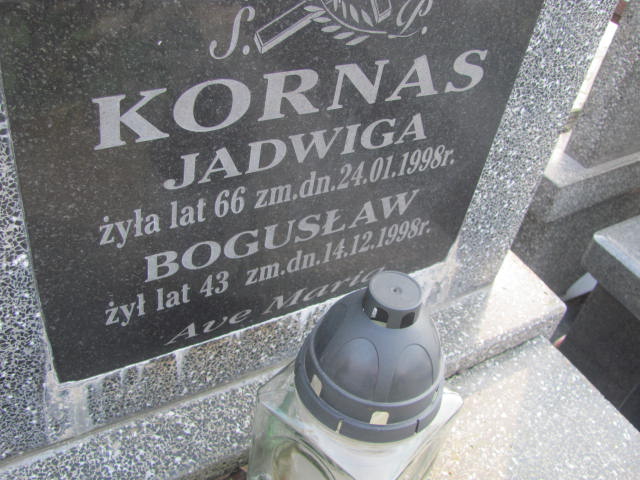 Ś. P.
KORNAS
JADWIGA
żyła lat 66 zm.dn.24.01.1998r.
BOGUSŁAW
żył lat 43 zm.dn.14.12.1998r.
Ave Maria